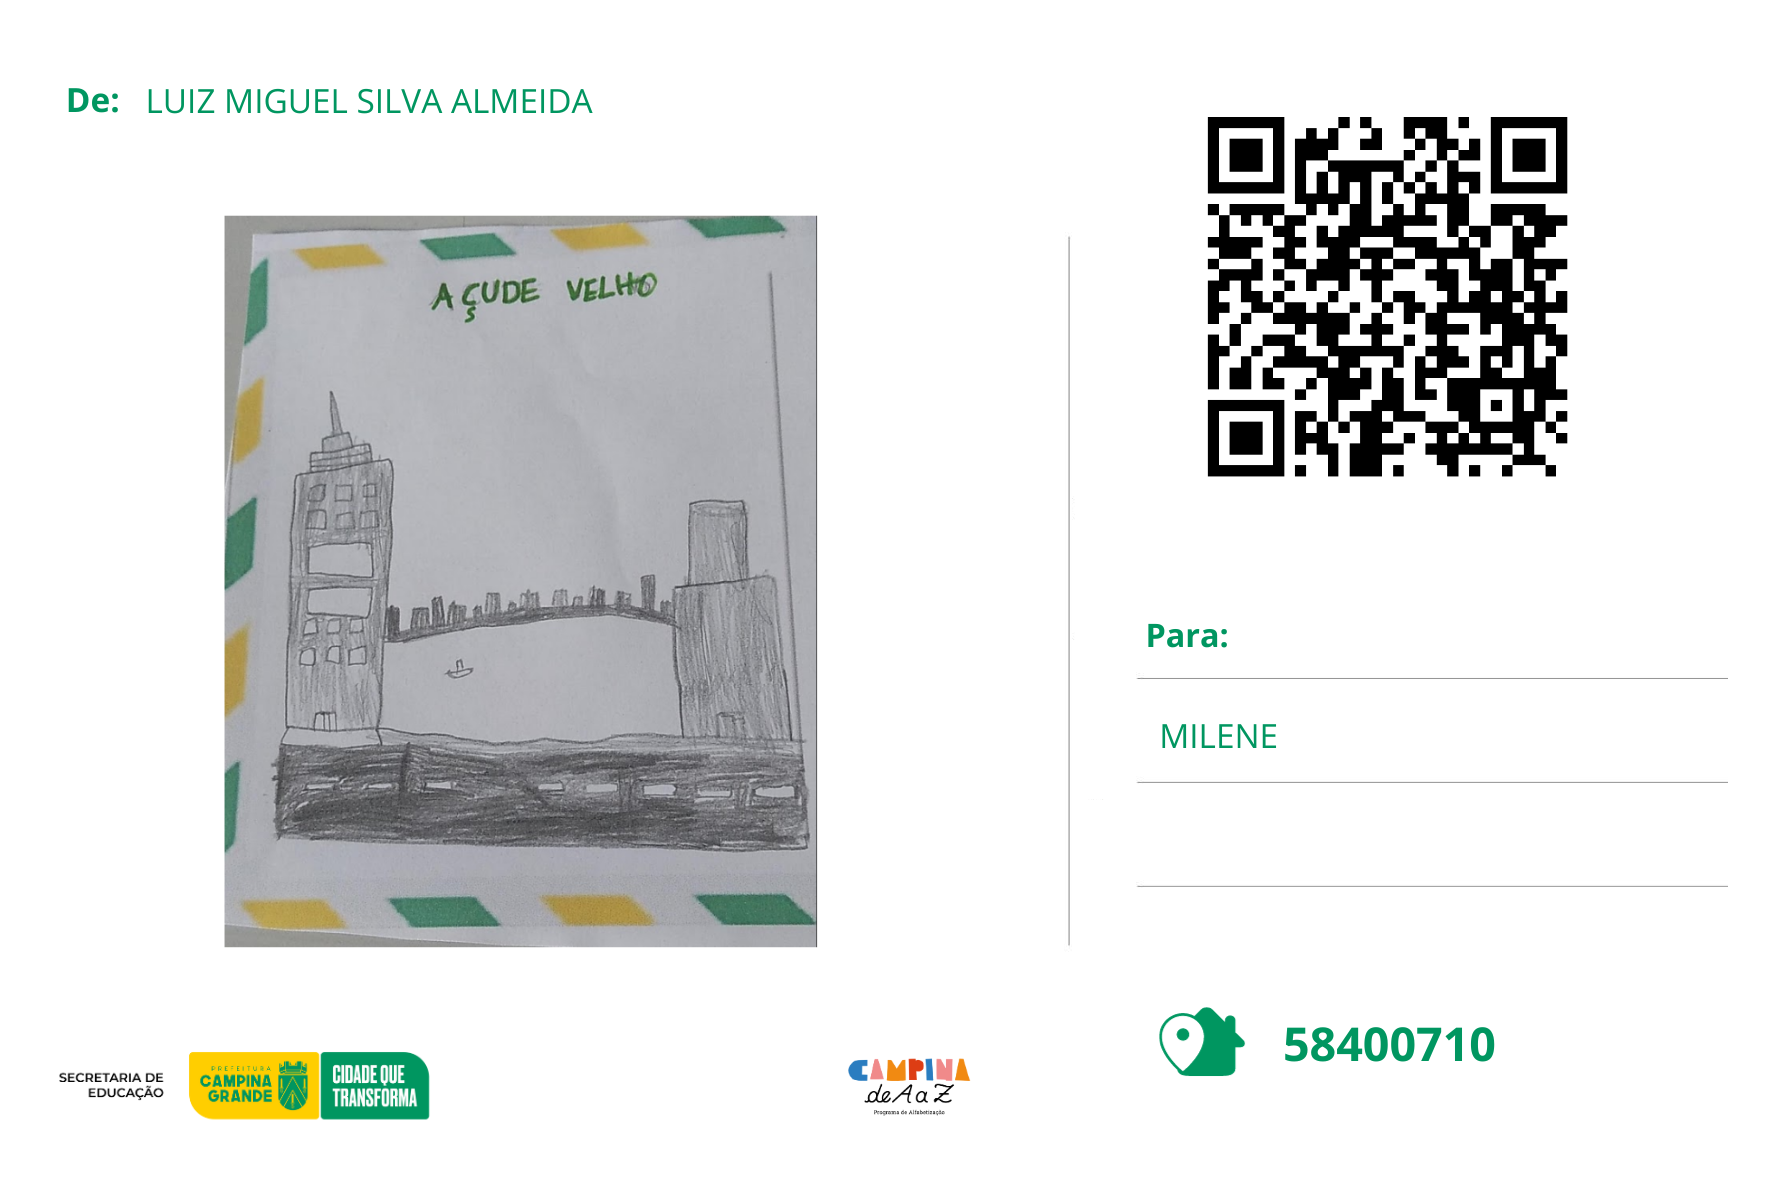 De: LUIZ MIGUEL SILVA ALMEIDA
AÇUDE VELHO
Para:
MILENE
58400710
SECRETARIA DE
EDUCAÇÃO
PREFEITURA
CAMPINA
GRANDE
CIDADE QUE
TRANSFORMA
CAMPINA
de A a Z
Programa de Alfabetização